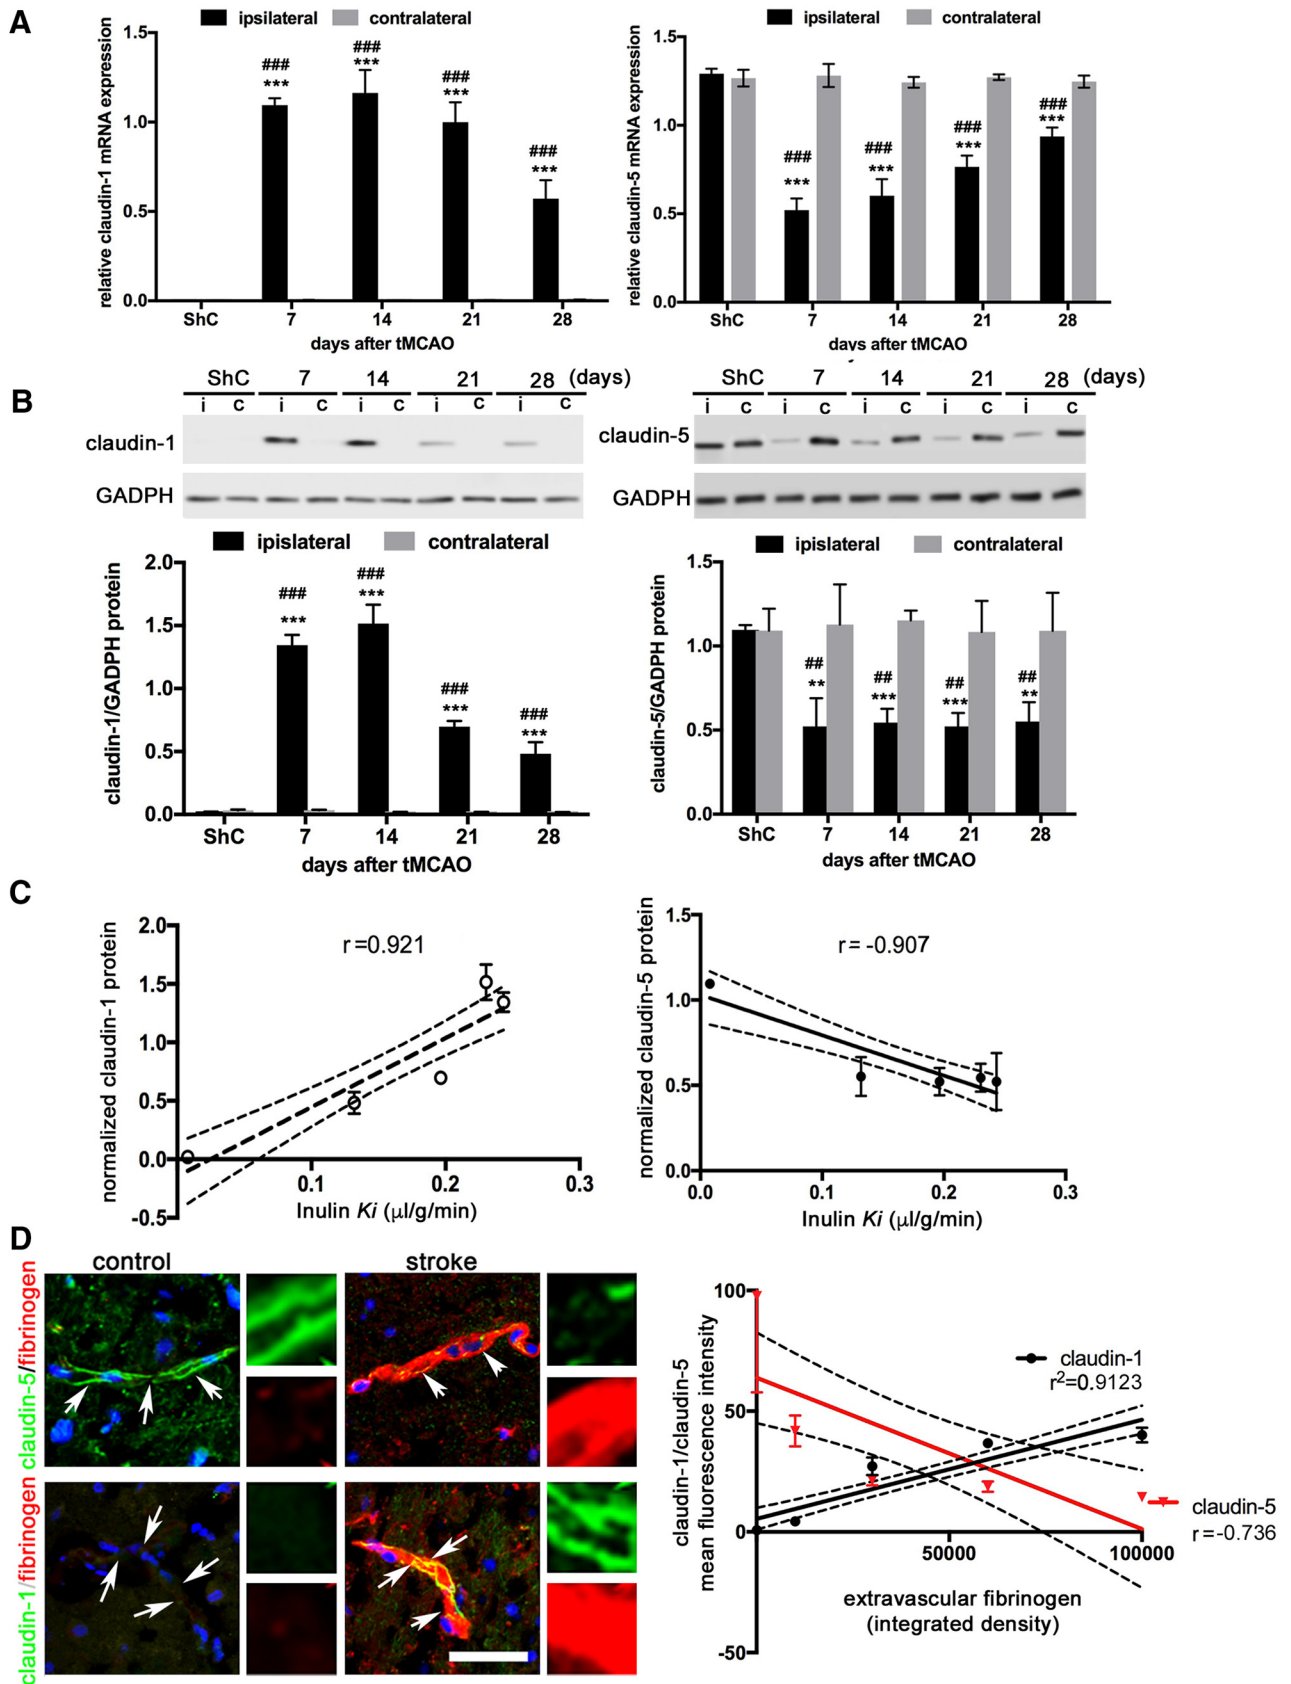 A
ipsilateral contralateral
relative claudin-1 mRNA expression
1.5
1.0
0.5
0.0
### ***
### ***
### ***
### ***
ShC 7 14 21 28
days after tMCAO
ipsilateral contralateral
relative claudin-5 mRNA expression
1.5
1.0
0.5
0.0
### ***
### ***
### ***
### ***
ShC 7 14 21 28
days after tMCAO
B
ShC 7 14 21 28 (days)
i c i c i c i c i c
claudin-1
GADPH
ShC 7 14 21 28 (days)
i c i c i c i c i c
claudin-5
GADPH
ipislateral contralateral
claudin-1/GADPH protein
2.0
1.5
1.0
0.5
0.0
### ***
### ***
### ***
### ***
ShC 7 14 21 28
days after tMCAO
ipislateral contralateral
claudin-5/GADPH protein
1.5
1.0
0.5
0.0
## **
## ***
## ***
## **
ShC 7 14 21 28
days after tMCAO
C
normalized claudin-1 protein
r=0.921
2.0
1.5
1.0
0.5
0.0
-0.5
0.1 0.2 0.3
Inulin Ki (µl/g/min)
normalized claudin-5 protein
r= -0.907
1.5
1.0
0.5
0.0
0.0 0.1 0.2 0.3
Inulin Ki (µl/g/min)
D
control stroke
claudin-5/fibrinogen
claudin-1/fibrinogen
claudin-1/claudin-5
mean fluorescence intensity
100
50
0
-50
claudin-1
r²=0.9123
claudin-5
r=-0.736
50000 100000
extravascular fibrinogen
(integrated density)